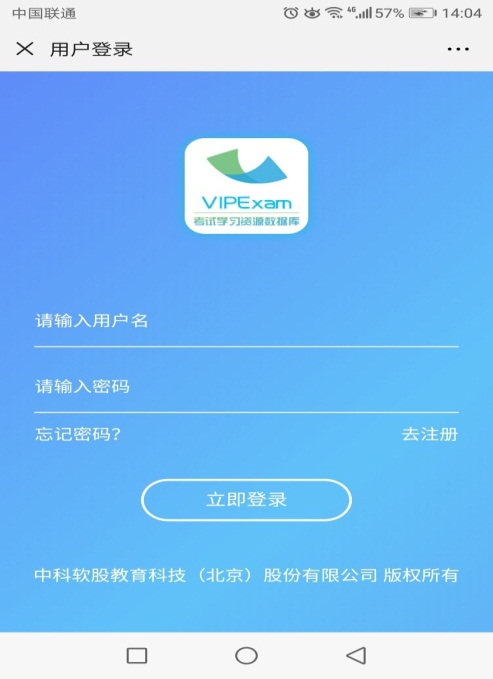 中国联通 4G 57% 14:04
用户登录
VIPExam
考试学习资源数据库
请输入用户名
请输入密码
忘记密码? 去注册
立即登录
中科软股教育科技（北京）股份有限公司 版权所有